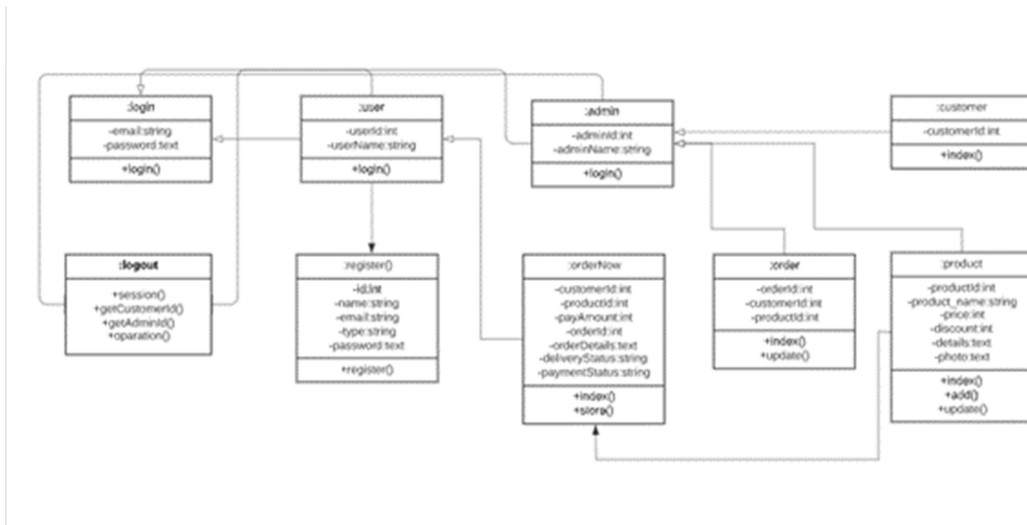 :login
-email:string
-password:text
+login()
:user
-userId:int
-userName:string
+login()
:admin
-adminId:int
-adminName:string
+login()
:customer
-customerId:int
+index()
:logout
+session()
+getCustomerId()
+getAdminId()
+oparation()
:register()
-id:int
-name:string
-email:string
-type:string
-password:text
+register()
:orderNow
-customerId:int
-productId:int
-payAmount:int
-orderId:int
-orderDetails:text
-deliveryStatus:string
-paymentStatus:string
+index()
+store()
:order
-orderId:int
-customerId:int
-productId:int
+index()
+update()
:product
-productId:int
-product_name:string
-price:int
-discount:int
-details:text
-photo:text
+index()
+add()
+update()